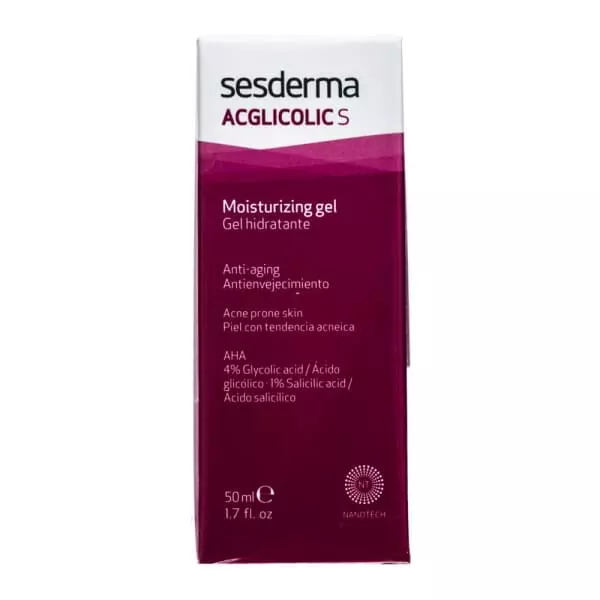 sesderma
ACGLICOLIC S
Moisturizing gel
Gel hidratante
Anti-aging
Antienvejecimiento
Acne prone skin
Piel con tendencia acneica
AHA
4% Glycolic acid / Ácido
glicólico · 1% Salicilic acid /
Ácido salicílico
50 ml e
1,7 fl. oz
NT
NANOTECH